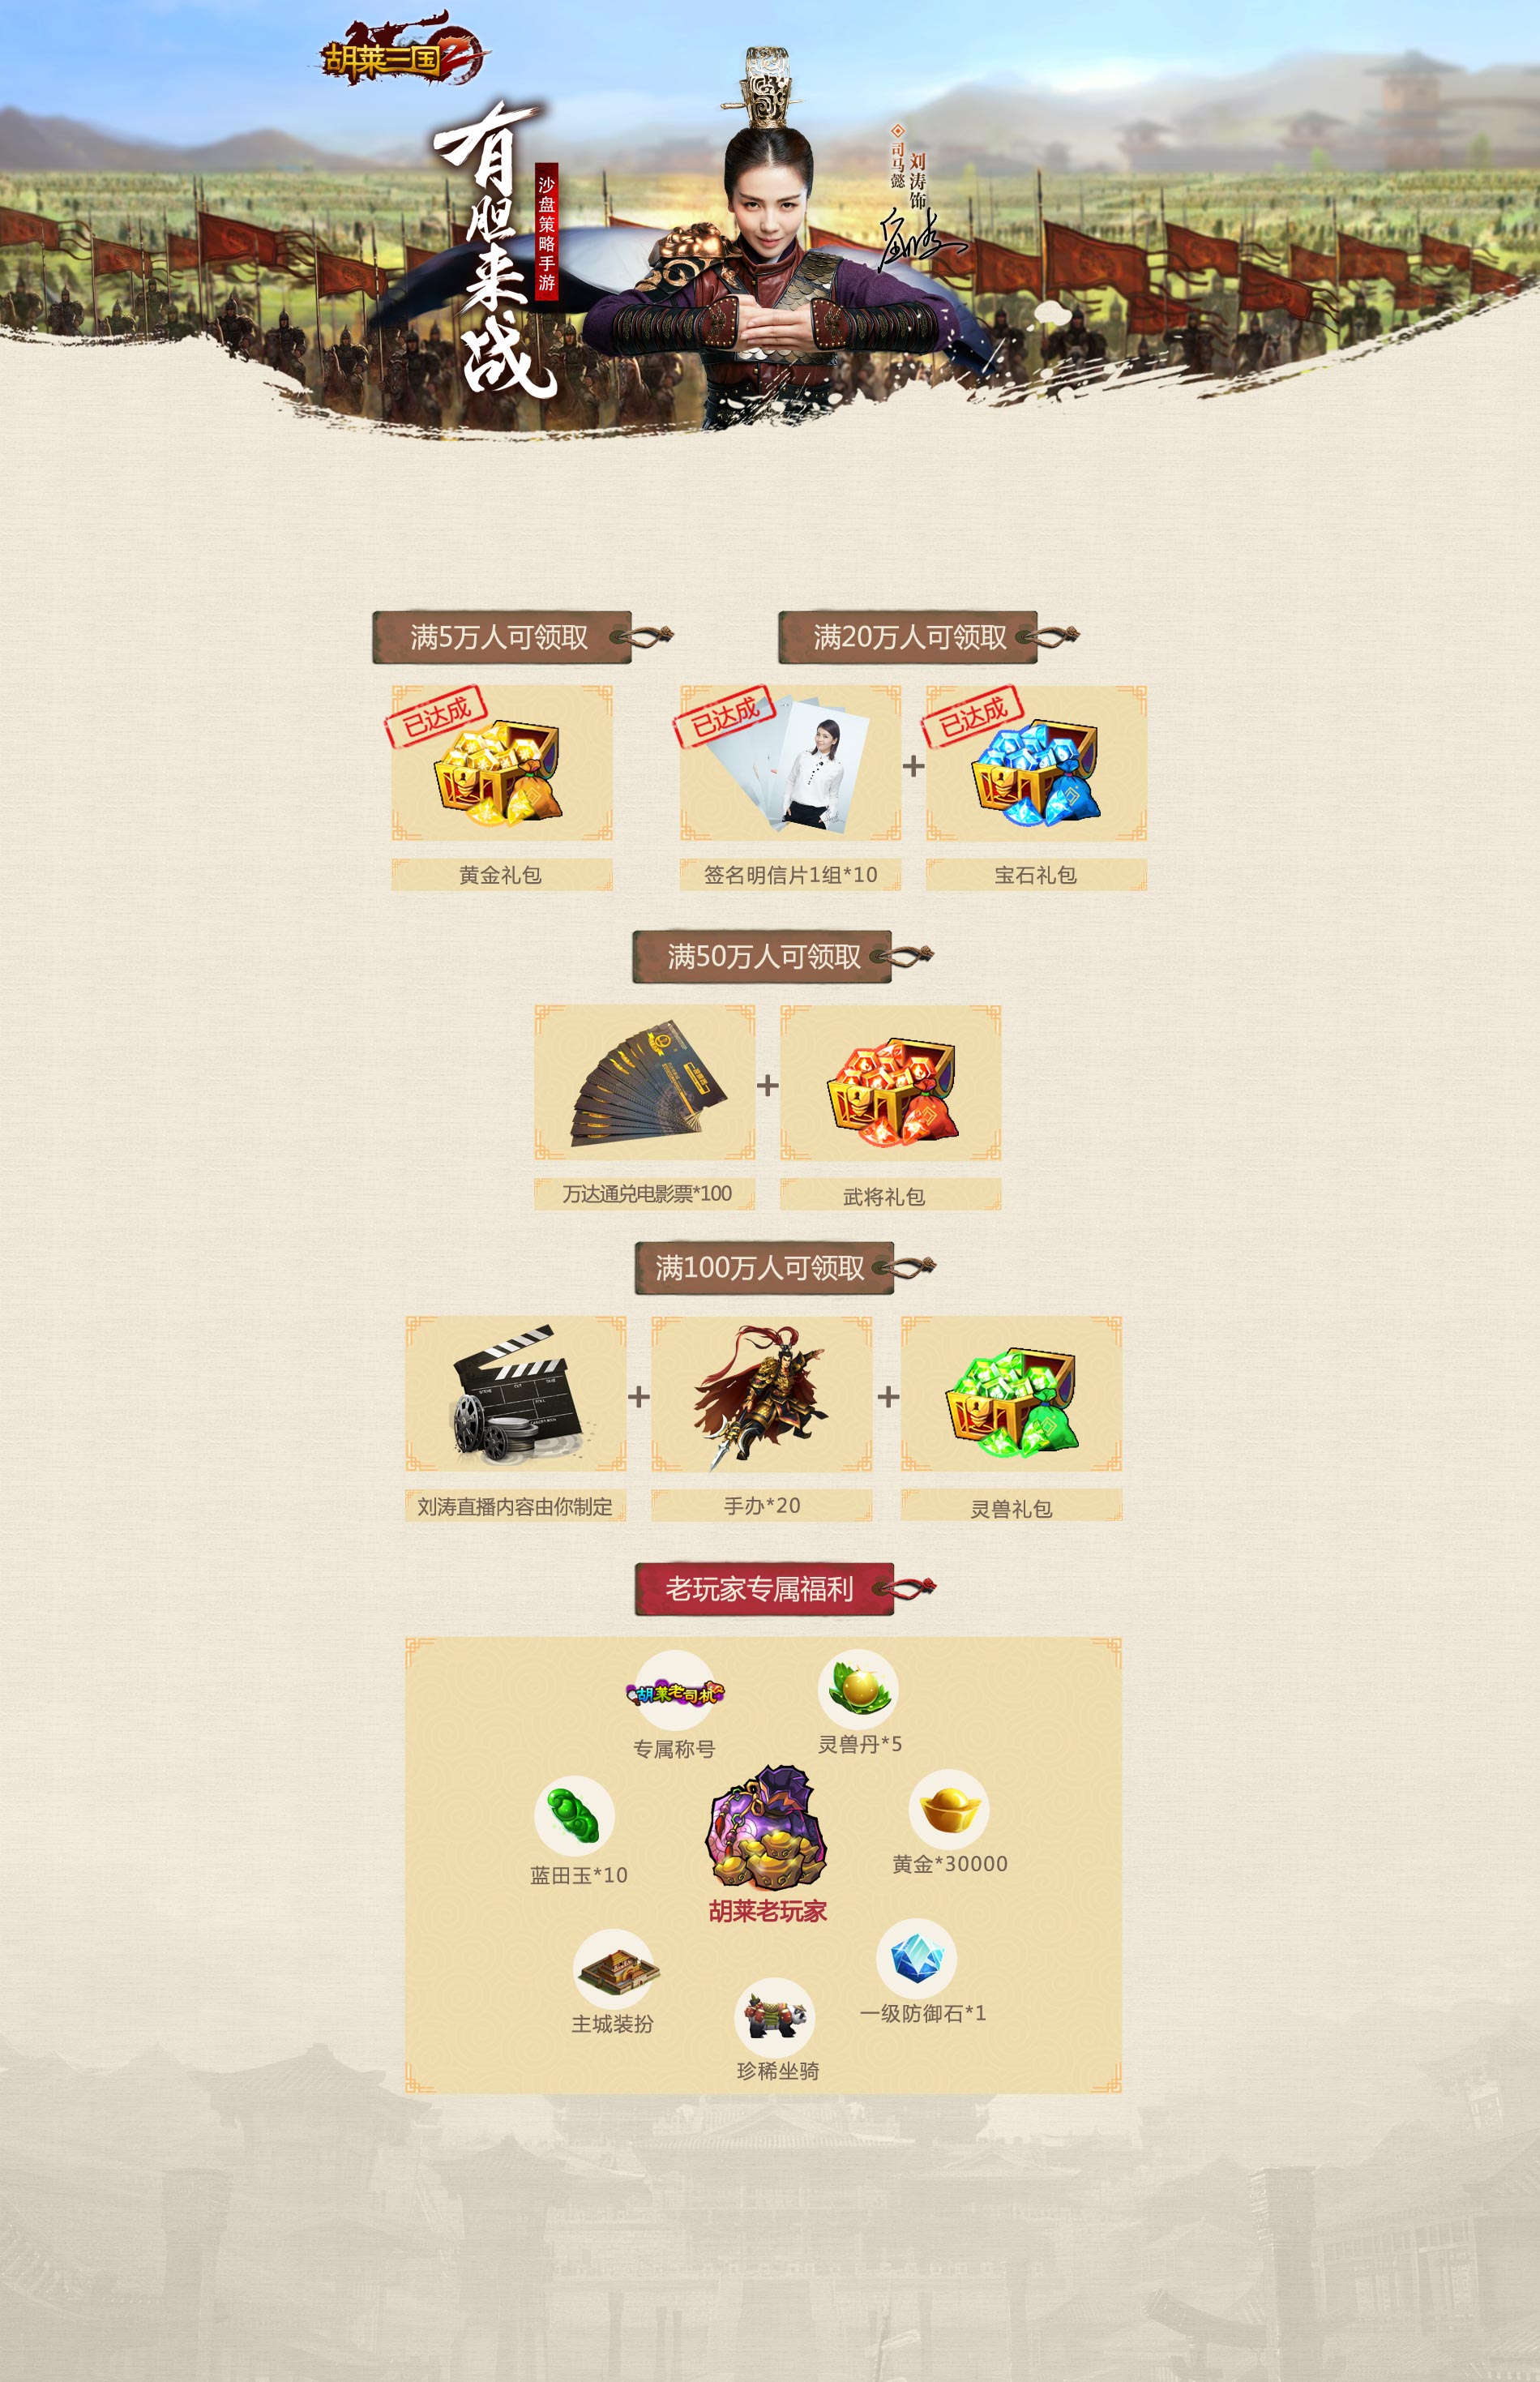 胡莱三国2
有胆来战
沙盘策略手游
刘涛饰
司马懿
满5万人可领取
满20万人可领取
已达成
已达成
已达成
黄金礼包
签名明信片1组*10
+
宝石礼包
满50万人可领取
+
万达通兑电影票*100
武将礼包
满100万人可领取
+
+
刘涛直播内容由你制定
手办*20
灵兽礼包
老玩家专属福利
胡莱老司机
专属称号
灵兽丹*5
蓝田玉*10
黄金*30000
胡莱老玩家
主城装扮
一级防御石*1
珍稀坐骑